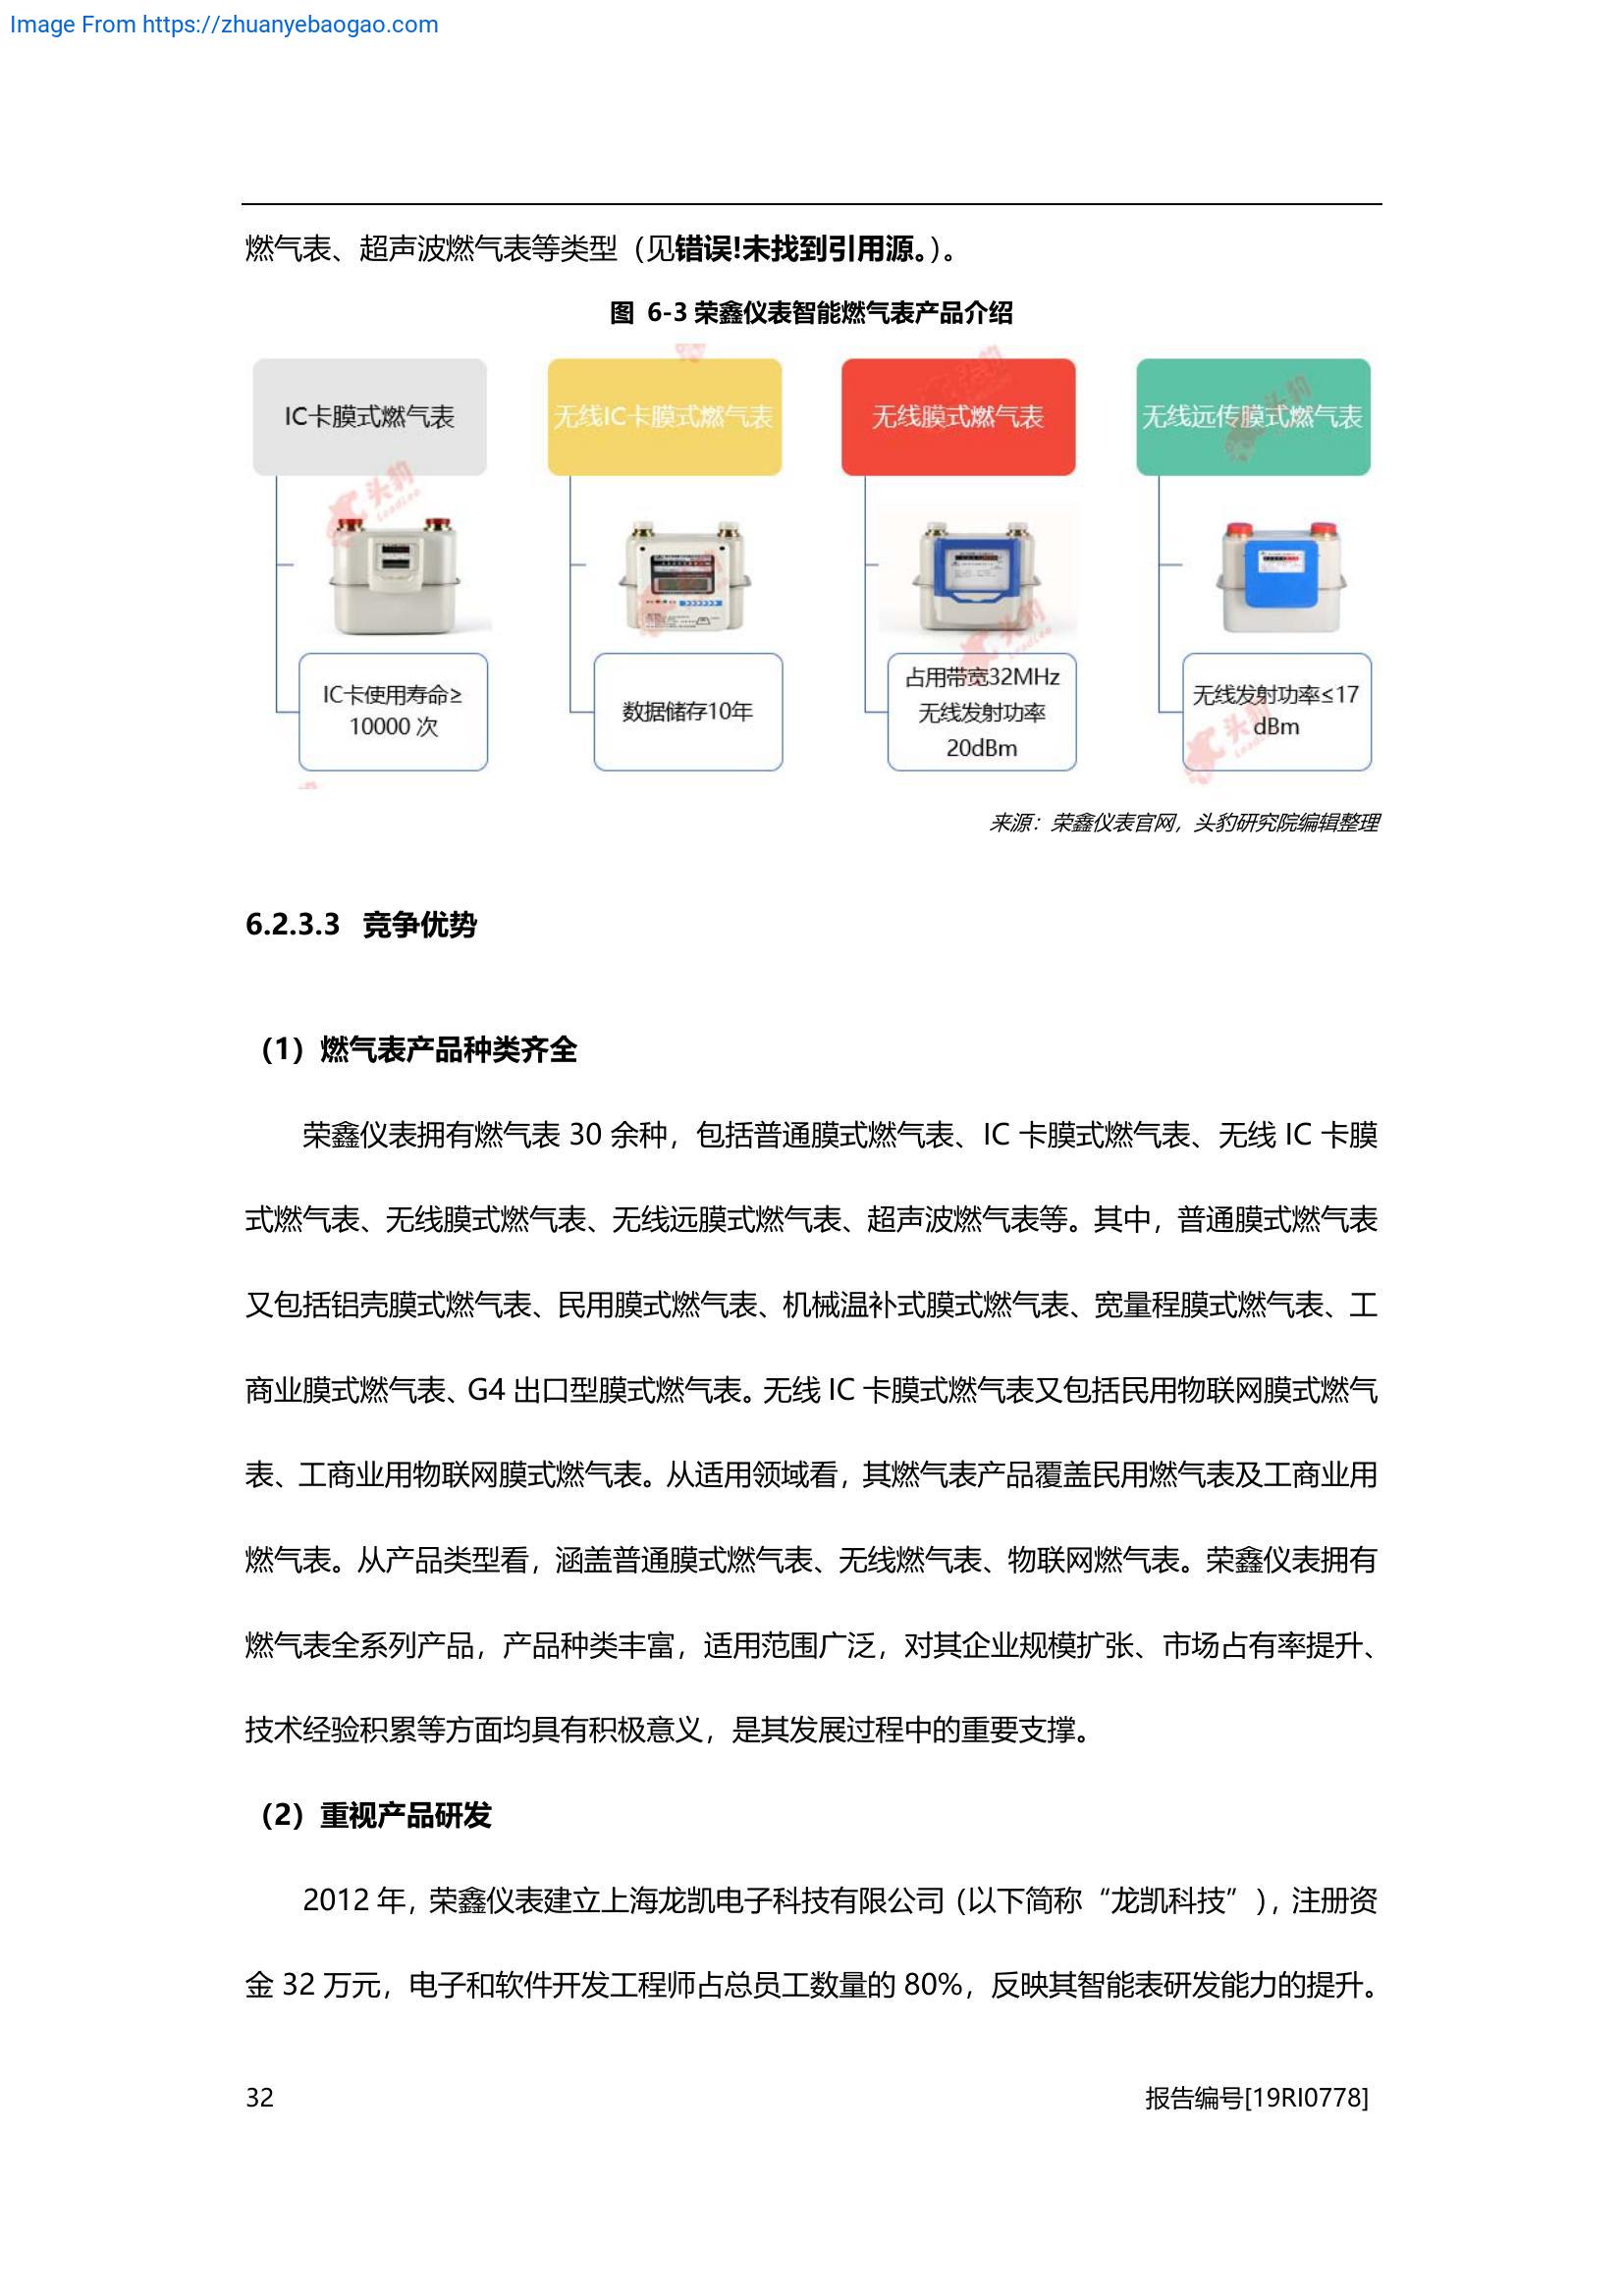 Image From https://zhuanyebaogao.com
燃气表、超声波燃气表等类型（见错误!未找到引用源。）。
图 6-3 荣鑫仪表智能燃气表产品介绍
IC卡膜式燃气表
无线IC卡膜式燃气表
无线膜式燃气表
无线远传膜式燃气表
IC卡使用寿命≥
10000 次
数据储存10年
占用带宽32MHz
无线发射功率
20dBm
无线发射功率≤17
dBm
来源：荣鑫仪表官网，头豹研究院编辑整理
6.2.3.3 竞争优势
（1）燃气表产品种类齐全
荣鑫仪表拥有燃气表 30 余种，包括普通膜式燃气表、IC 卡膜式燃气表、无线 IC 卡膜
式燃气表、无线膜式燃气表、无线远膜式燃气表、超声波燃气表等。其中，普通膜式燃气表
又包括铝壳膜式燃气表、民用膜式燃气表、机械温补式膜式燃气表、宽量程膜式燃气表、工
商业膜式燃气表、G4 出口型膜式燃气表。无线 IC 卡膜式燃气表又包括民用物联网膜式燃气
表、工商业用物联网膜式燃气表。从适用领域看，其燃气表产品覆盖民用燃气表及工商业用
燃气表。从产品类型看，涵盖普通膜式燃气表、无线燃气表、物联网燃气表。荣鑫仪表拥有
燃气表全系列产品，产品种类丰富，适用范围广泛，对其企业规模扩张、市场占有率提升、
技术经验积累等方面均具有积极意义，是其发展过程中的重要支撑。
（2）重视产品研发
2012 年，荣鑫仪表建立上海龙凯电子科技有限公司（以下简称“龙凯科技”），注册资
金 32 万元，电子和软件开发工程师占总员工数量的 80%，反映其智能表研发能力的提升。
32
报告编号[19RI0778]